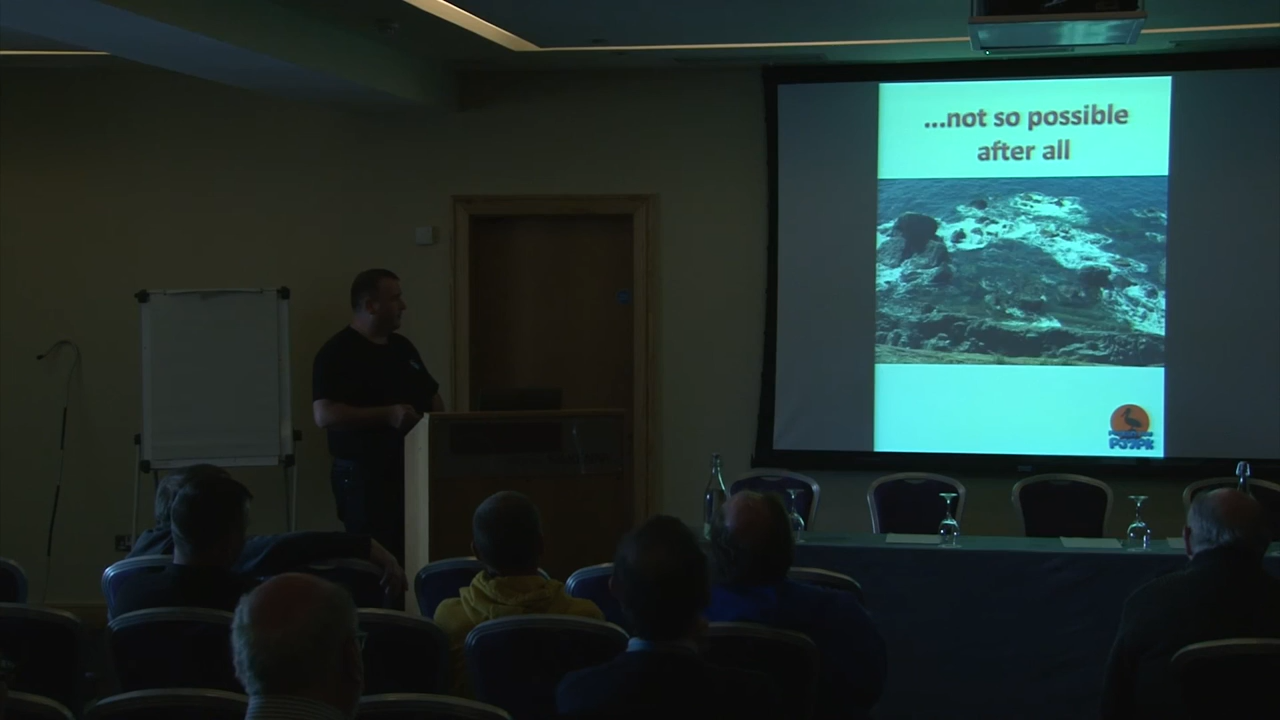 ...not so possible
after all